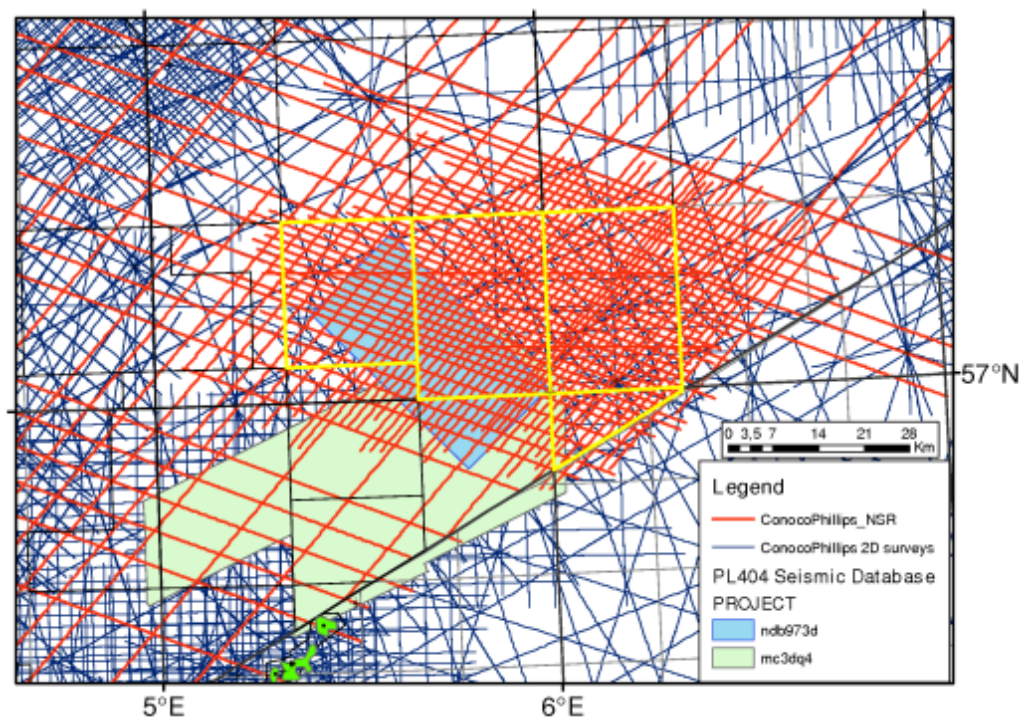 57°N
0 3,5 7 14 21 28
Km
Legend
ConocoPhillips_NSR
ConocoPhillips 2D surveys
PL404 Seismic Database
PROJECT
ndb973d
mc3dq4
5°E
6°E